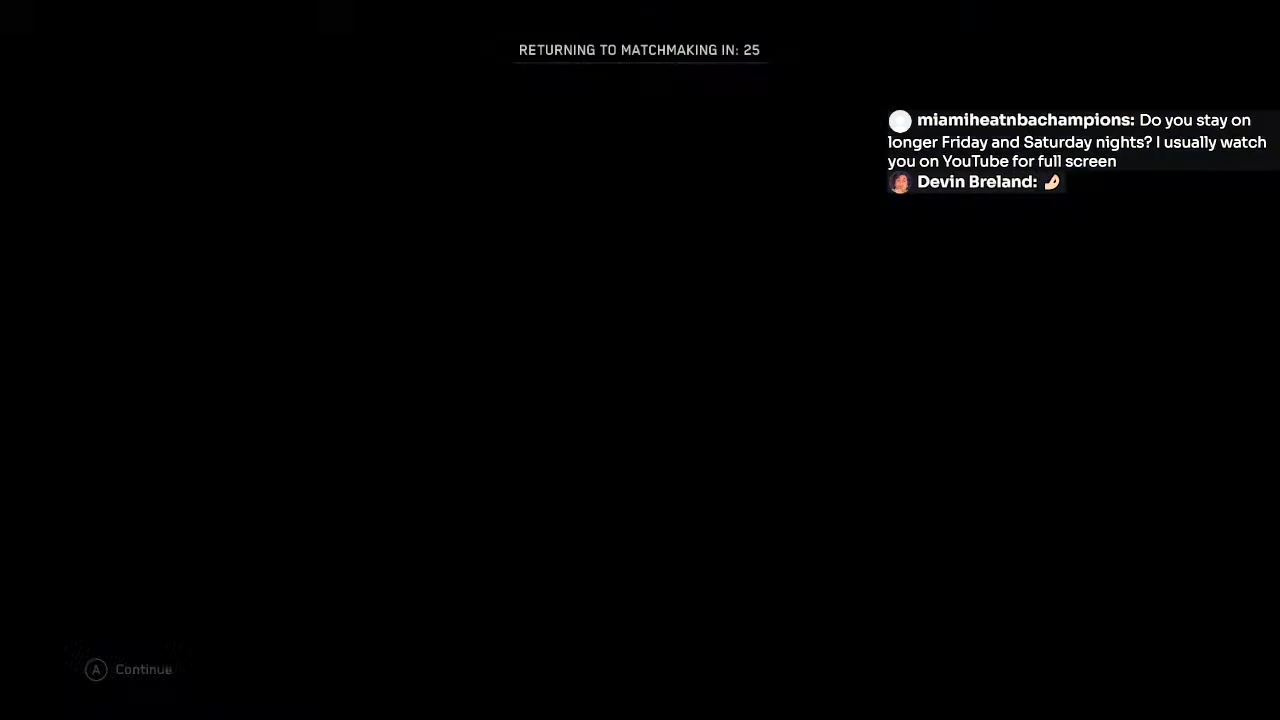 RETURNING TO MATCHMAKING IN: 25
miamiheatnbachampions: Do you stay on
longer Friday and Saturday nights? I usually watch
you on YouTube for full screen
Devin Breland: 🤌🏼
A Continue